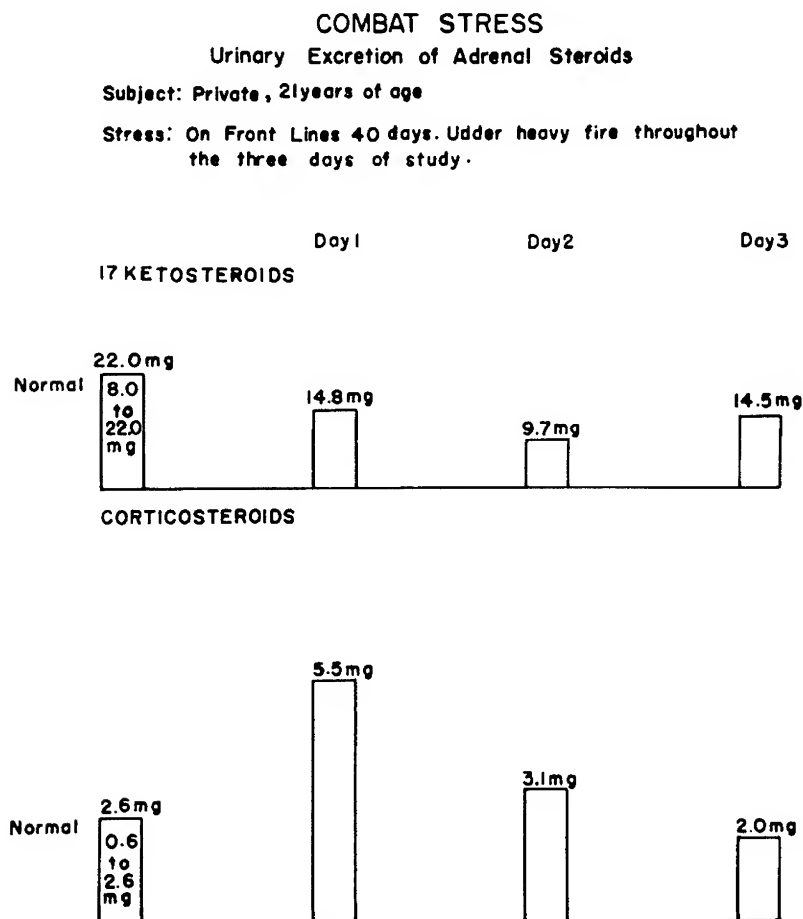 COMBAT STRESS
Urinary Excretion of Adrenal Steroids
Subject: Private, 21years of age
Stress: On Front Lines 40 days. Udder heavy fire throughout
the three days of study.
Day1 Day2 Day3
17 KETOSTEROIDS
22.0mg
Normal
8.0
to
22.0
mg
14.8mg
9.7mg
14.5mg
CORTICOSTEROIDS
5.5mg
3.1mg
2.6mg
2.0mg
Normal
0.6
to
2.6
mg